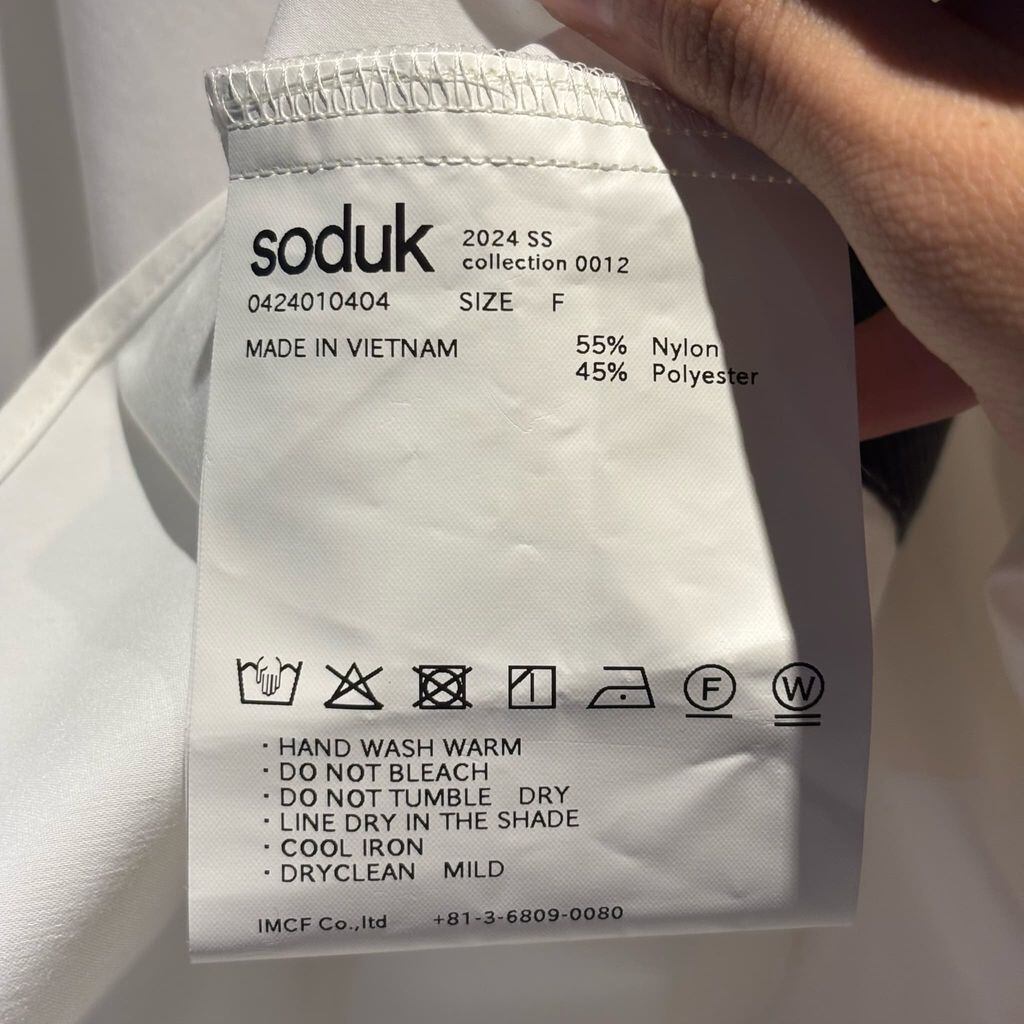 soduk
2024 SS
collection 0012
0424010404 SIZE F
MADE IN VIETNAM
55% Nylon
45% Polyester
F W
· HAND WASH WARM
· DO NOT BLEACH
· DO NOT TUMBLE DRY
· LINE DRY IN THE SHADE
· COOL IRON
· DRYCLEAN MILD
IMCF Co.,ltd +81-3-6809-0080